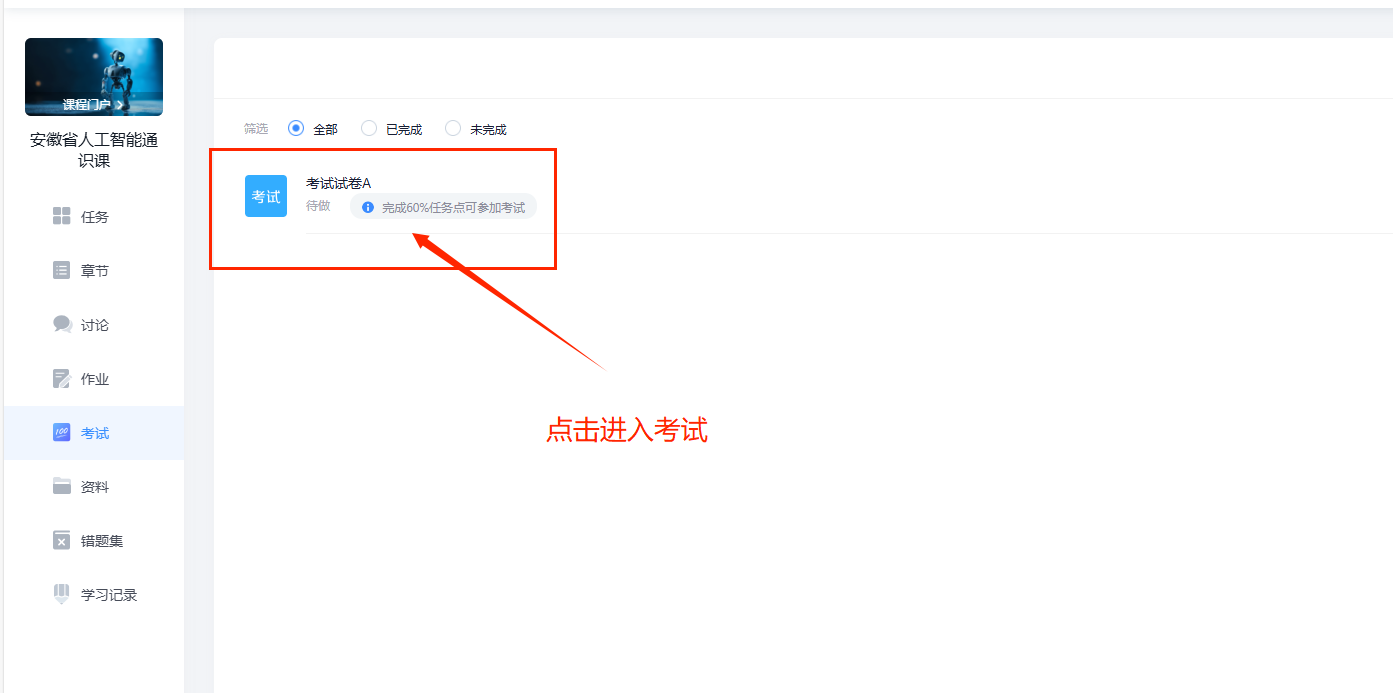 课程门户
安徽省人工智能通
识课
任务
章节
讨论
作业
100
考试
资料
错题集
学习记录
筛选 全部 已完成 未完成
考试
考试试卷A
待做 完成60%任务点可参加考试
点击进入考试